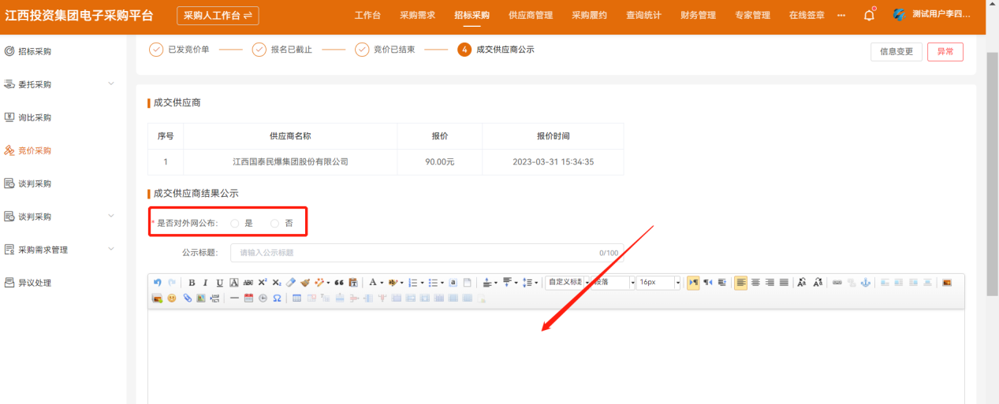 江西投资集团电子采购平台 采购人工作台 工作台 采购需求 招标采购 供应商管理 采购履约 查询统计 财务管理 专家管理 在线签章 ... 测试用户李四...
招标采购
委托采购
询比采购
竞价采购
谈判采购
谈判采购
采购需求管理
异议处理
已发竞价单 报名已截止 竞价已结束 4 成交供应商公示 信息变更 异常
成交供应商
序号 供应商名称 报价 报价时间
1 江西国泰民爆集团股份有限公司 90.00元 2023-03-31 15:34:35
成交供应商结果公示
* 是否对外网公布: 是 否
公示标题: 请输入公示标题 0/100
自定义标题 段落 16px